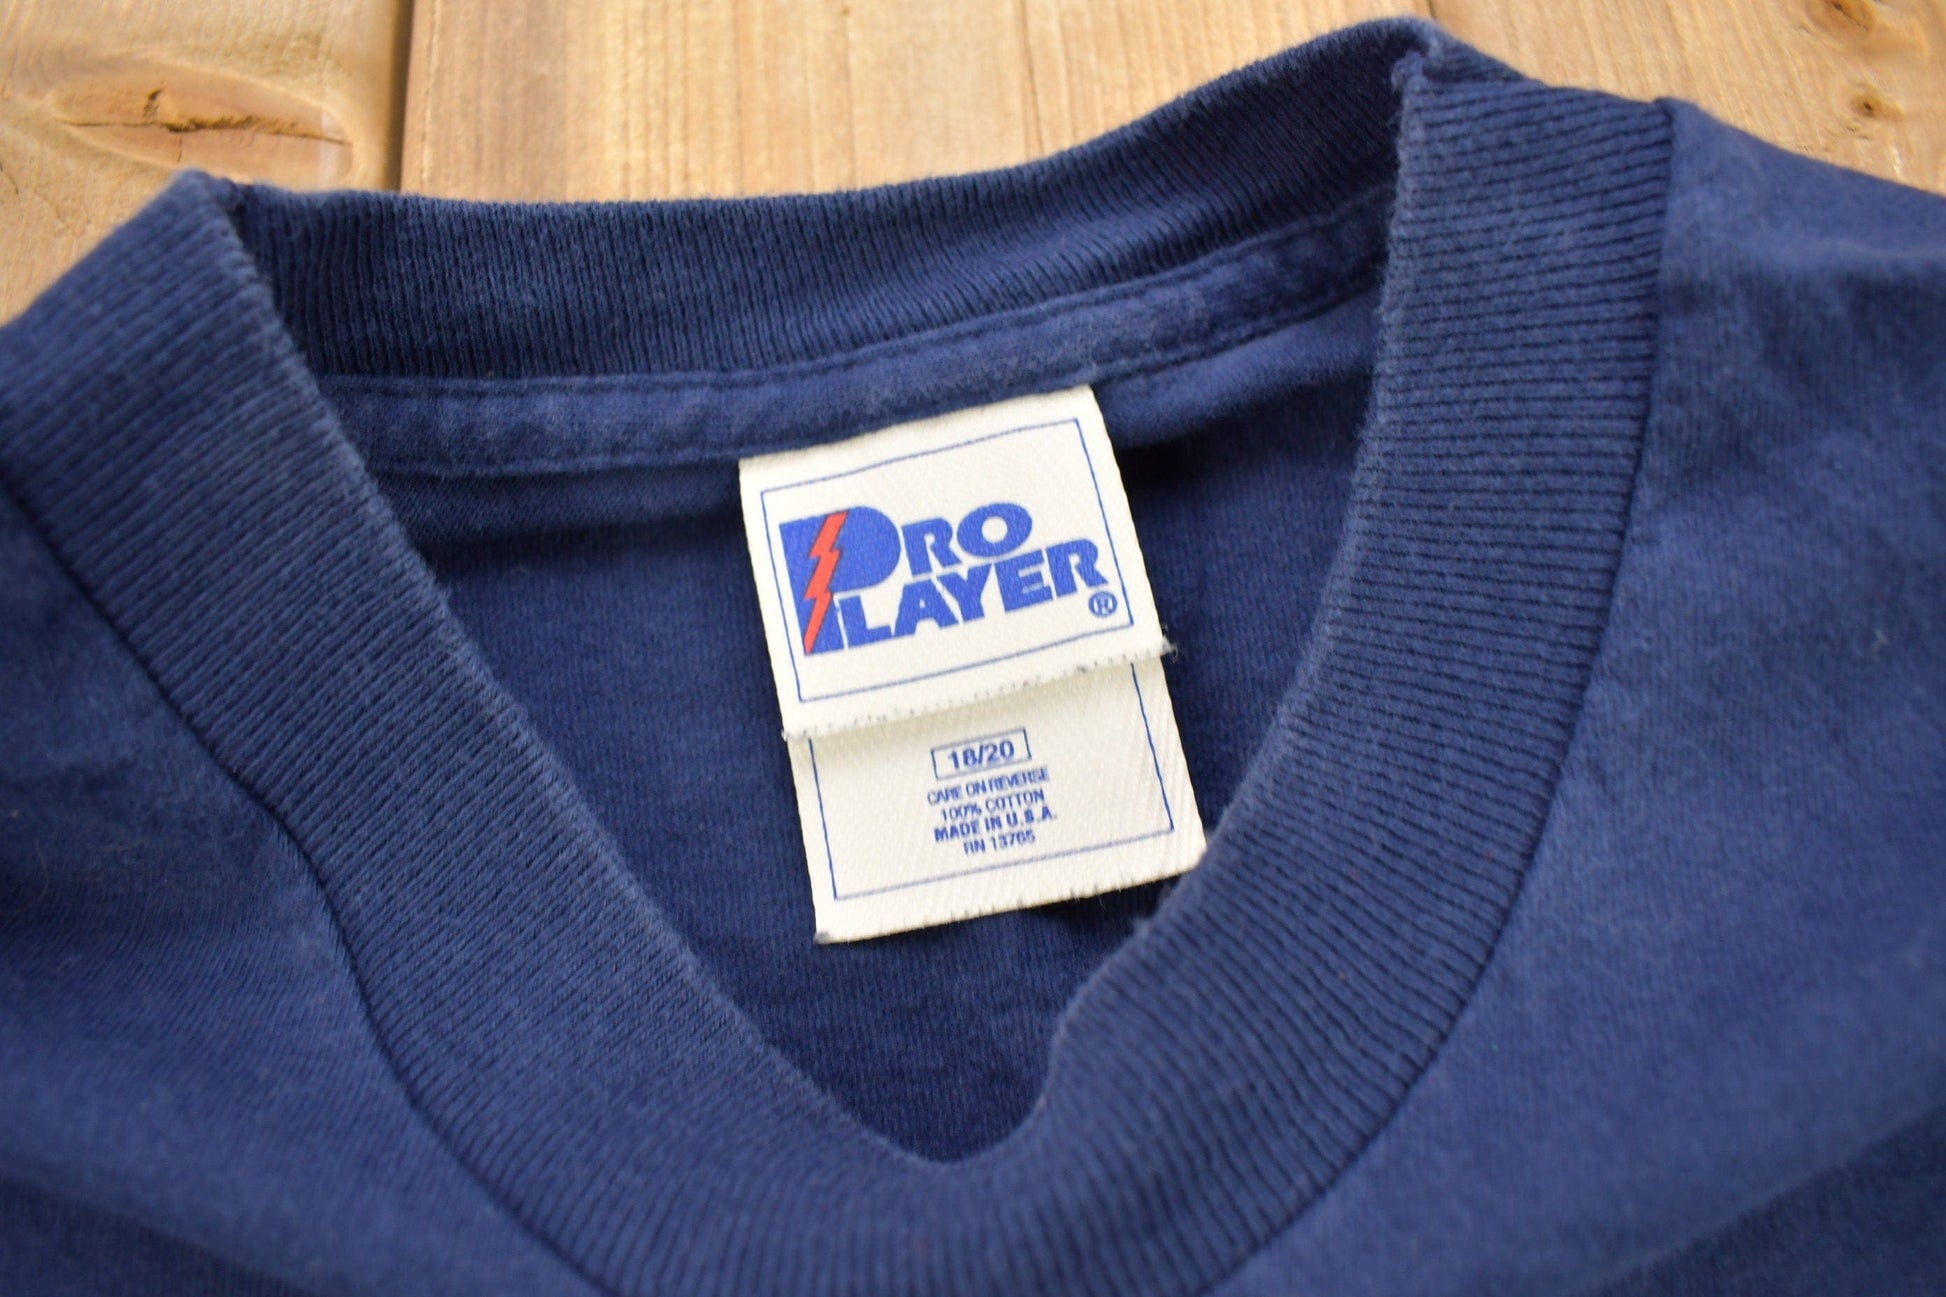 PRO
PLAYER®
18/20
CARE ON REVERSE
100% COTTON
MADE IN U.S.A.
RN 13765